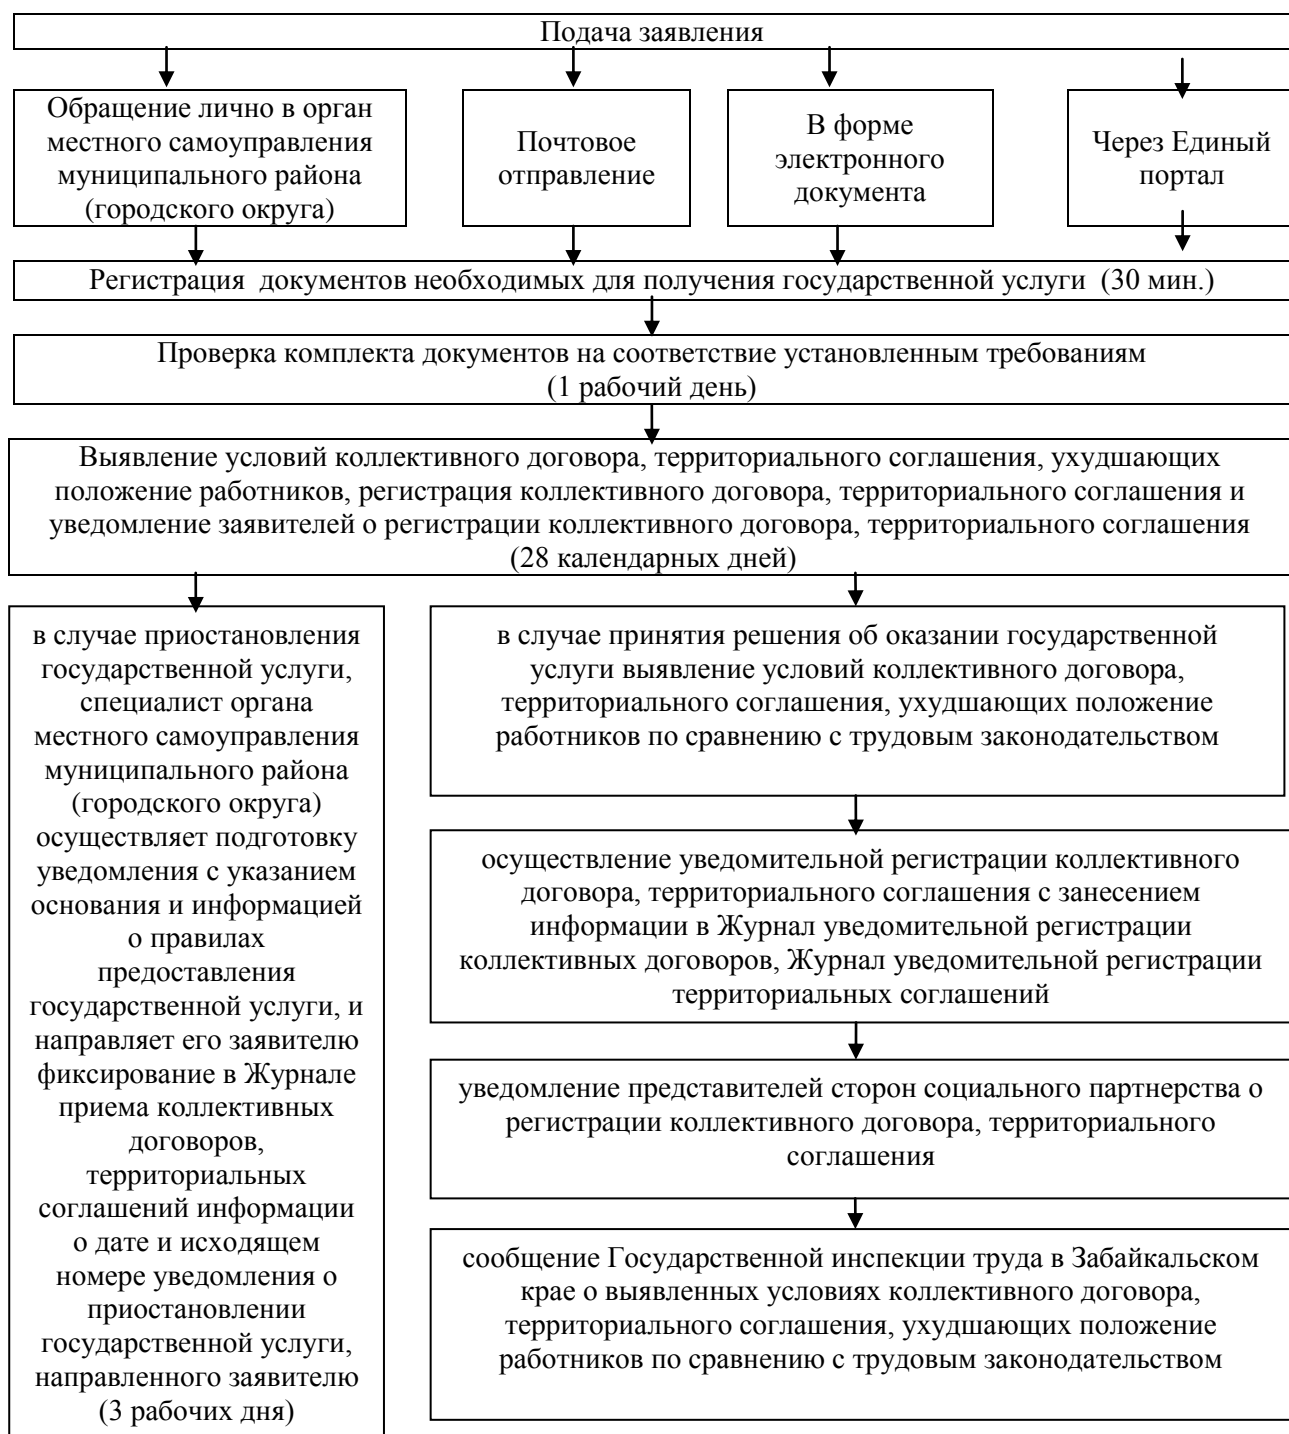 Подача заявления
Обращение лично в орган
местного самоуправления
муниципального района
(городского округа)
Почтовое
отправление
В форме
электронного
документа
Через Единый
портал
Регистрация  документов необходимых для получения государственной услуги  (30 мин.)
Проверка комплекта документов на соответствие установленным требованиям
(1 рабочий день)
Выявление условий коллективного договора, территориального соглашения, ухудшающих
положение работников, регистрация коллективного договора, территориального соглашения и
уведомление заявителей о регистрации коллективного договора, территориального соглашения
(28 календарных дней)
в случае приостановления
государственной услуги,
специалист органа
местного самоуправления
муниципального района
(городского округа)
осуществляет подготовку
уведомления с указанием
основания и информацией
о правилах
предоставления
государственной услуги, и
направляет его заявителю
фиксирование в Журнале
приема коллективных
договоров,
территориальных
соглашений информации
о дате и исходящем
номере уведомления о
приостановлении
государственной услуги,
направленного заявителю
(3 рабочих дня)
в случае принятия решения об оказании государственной
услуги выявление условий коллективного договора,
территориального соглашения, ухудшающих положение
работников по сравнению с трудовым законодательством
осуществление уведомительной регистрации коллективного
договора, территориального соглашения с занесением
информации в Журнал уведомительной регистрации
коллективных договоров, Журнал уведомительной регистрации
территориальных соглашений
уведомление представителей сторон социального партнерства о
регистрации коллективного договора, территориального
соглашения
сообщение Государственной инспекции труда в Забайкальском
крае о выявленных условиях коллективного договора,
территориального соглашения, ухудшающих положение
работников по сравнению с трудовым законодательством